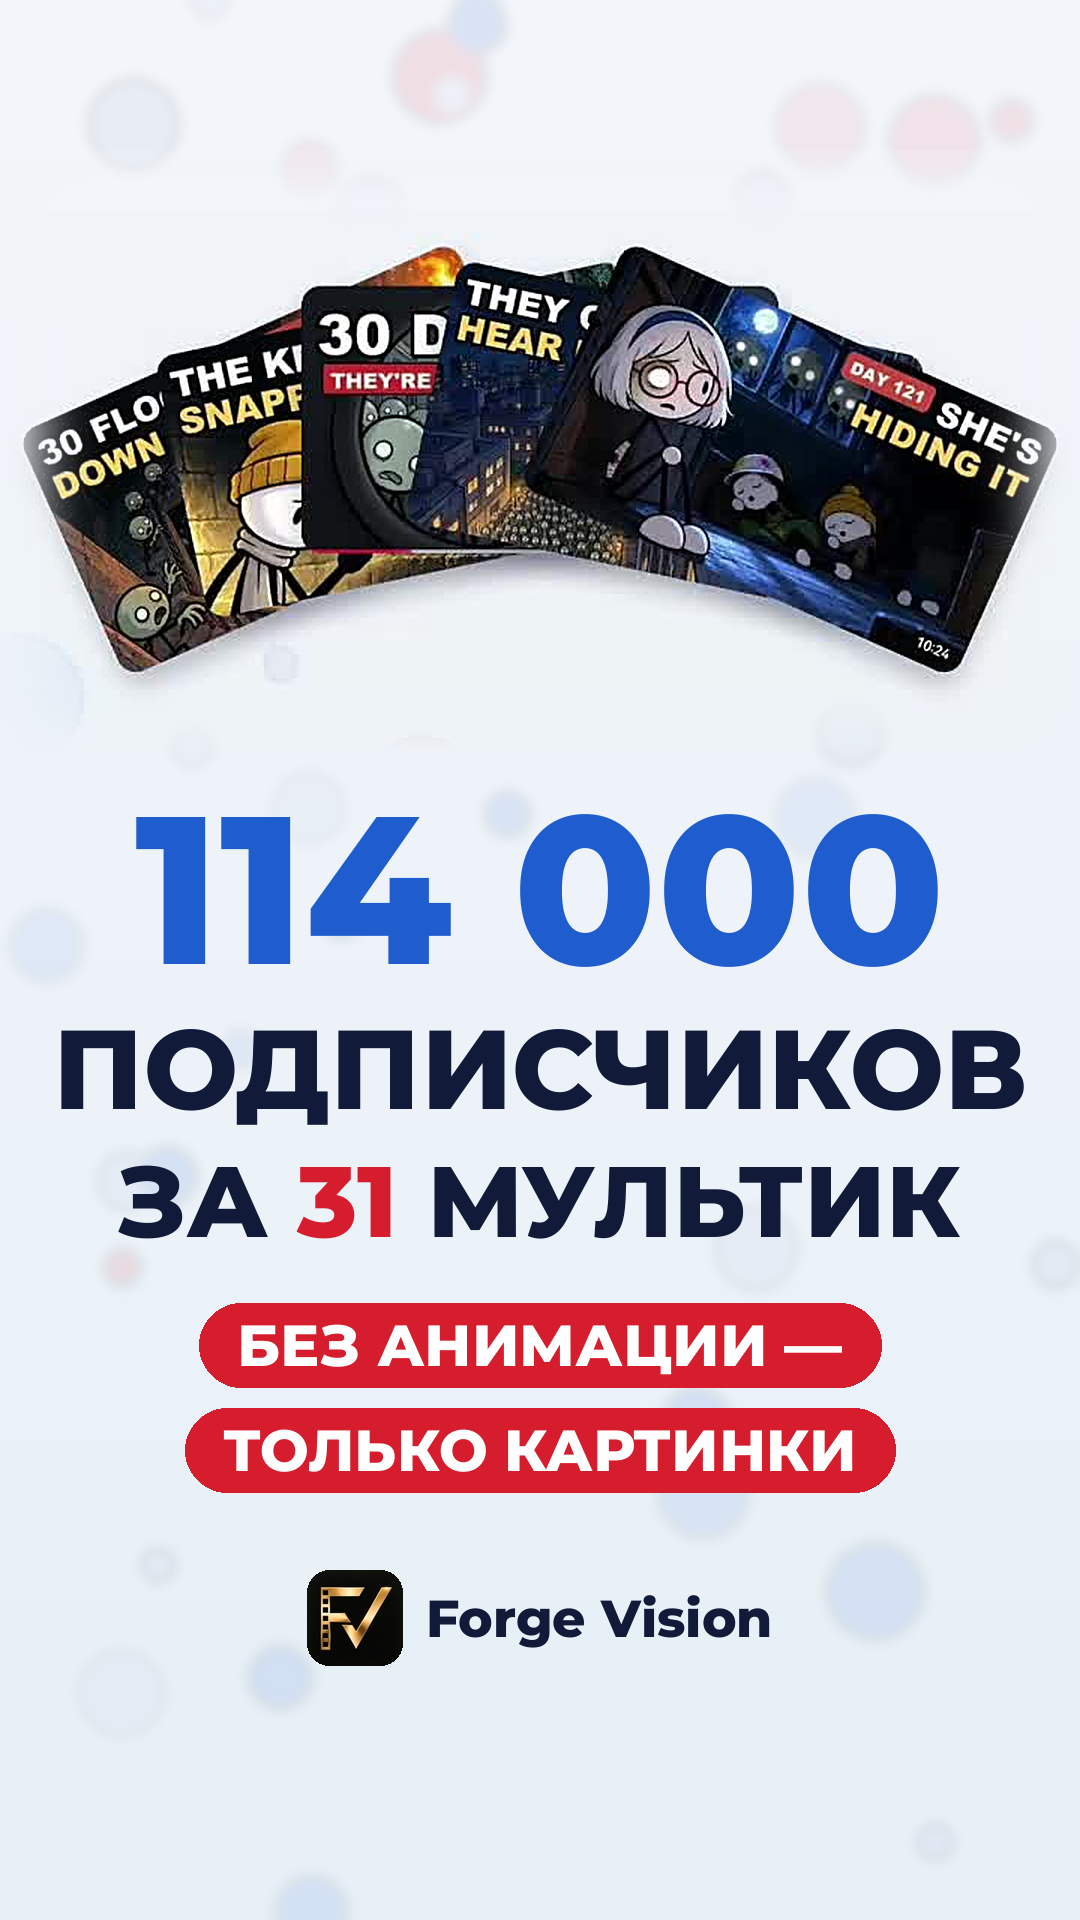 30 FLO
DOWN
THE KI
SNAPP
30 D
THEY'RE
THEY
HEAR
DAY 121 SHE'S
HIDING IT
10:24
114 000
ПОДПИСЧИКОВ
ЗА 31 МУЛЬТИК
БЕЗ АНИМАЦИИ —
ТОЛЬКО КАРТИНКИ
FV Forge Vision